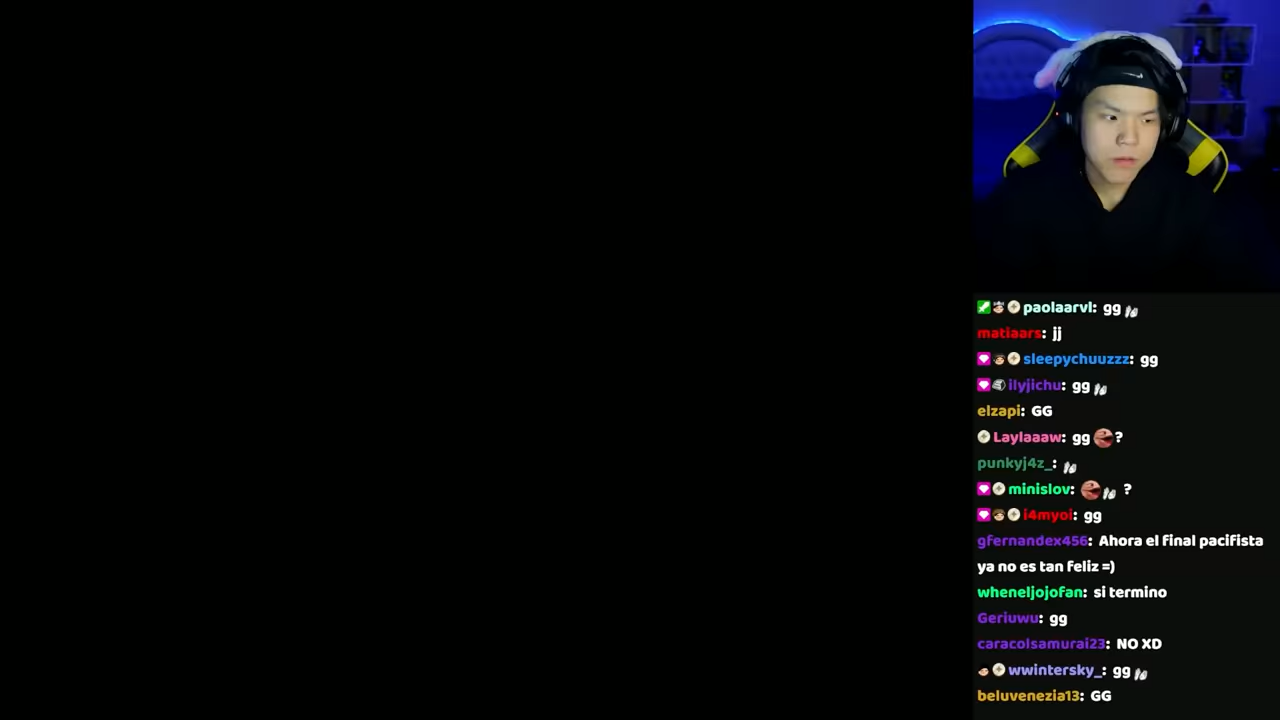 paolaarvl: gg
matiaars: jj
sleepychuuzzz: gg
ilyjichu: gg
elzapi: GG
Laylaaaw: gg ?
punkyj4z_:
minislov: ?
i4myoi: gg
gfernandex456: Ahora el final pacifista
ya no es tan feliz =)
wheneljojofan: si termino
Geriuwu: gg
caracolsamurai23: NO XD
wwintersky_: gg
beluvenezia13: GG